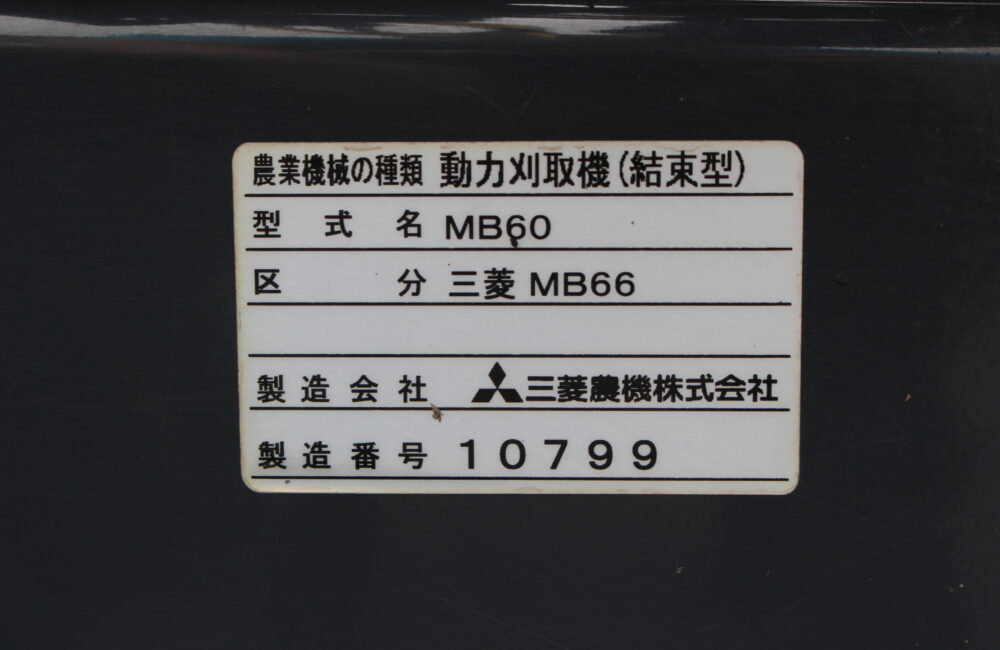 農業機械の種類 動力刈取機(結束型)
型式名 MB60
区分 三菱 MB66
製造会社 三菱農機株式会社
製造番号 10799